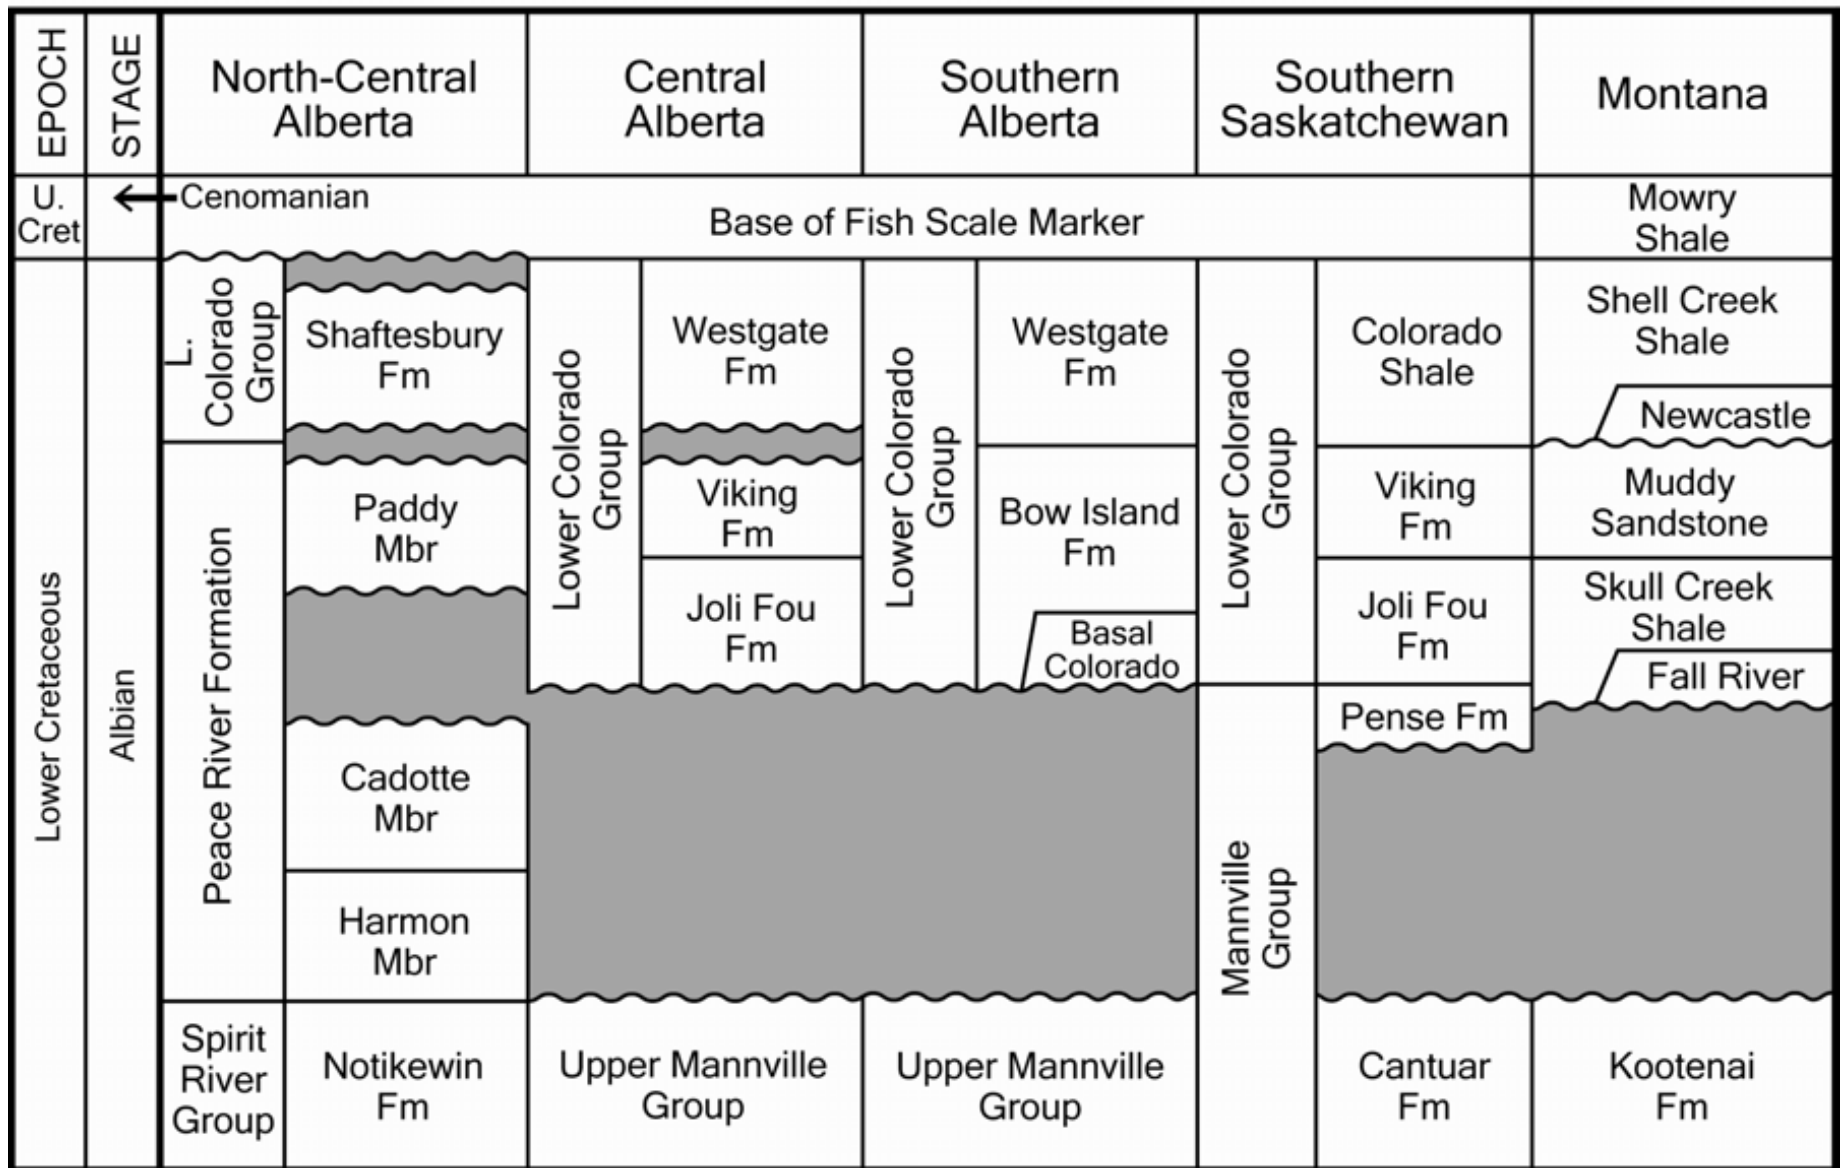 EPOCH
STAGE
North-Central
Alberta
Central
Alberta
Southern
Alberta
Southern
Saskatchewan
Montana
U.
Cret
Cenomanian
Base of Fish Scale Marker
Mowry
Shale
Lower Cretaceous
Albian
L.
Colorado
Group
Shaftesbury
Fm
Peace River Formation
Paddy
Mbr
Cadotte
Mbr
Harmon
Mbr
Spirit
River
Group
Notikewin
Fm
Lower Colorado
Group
Westgate
Fm
Viking
Fm
Joli Fou
Fm
Upper Mannville
Group
Lower Colorado
Group
Westgate
Fm
Bow Island
Fm
Basal
Colorado
Upper Mannville
Group
Lower Colorado
Group
Colorado
Shale
Viking
Fm
Joli Fou
Fm
Mannville
Group
Pense Fm
Cantuar
Fm
Shell Creek
Shale
Newcastle
Muddy
Sandstone
Skull Creek
Shale
Fall River
Kootenai
Fm